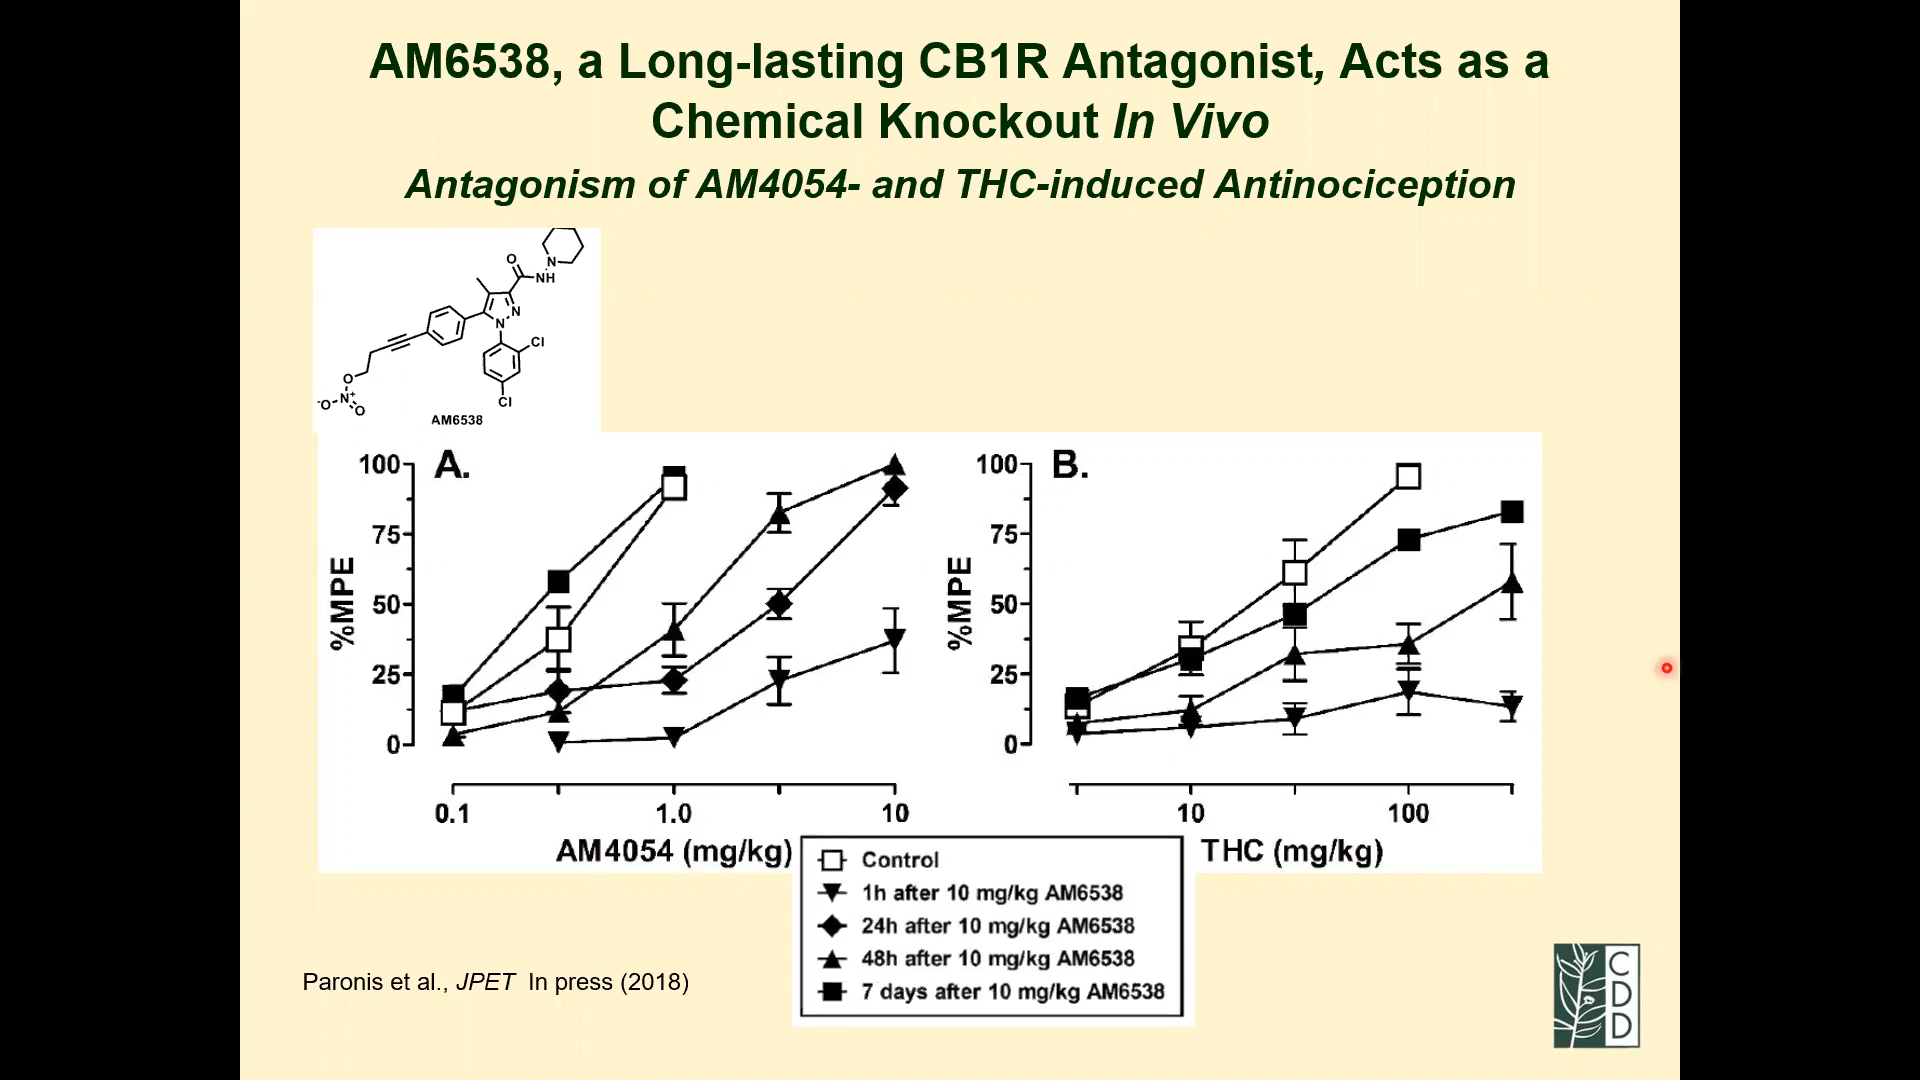 AM6538, a Long-lasting CB1R Antagonist, Acts as a
Chemical Knockout In Vivo
Antagonism of AM4054- and THC-induced Antinociception
O
N
NH
N
N
Cl
Cl
O
-O
N+
O
AM6538
A.
100
75
50
25
0
%MPE
0.1
1.0
10
AM4054 (mg/kg)
B.
100
75
50
25
0
%MPE
10
100
THC (mg/kg)
Control
1h after 10 mg/kg AM6538
24h after 10 mg/kg AM6538
48h after 10 mg/kg AM6538
7 days after 10 mg/kg AM6538
Paronis et al., JPET In press (2018)
C
D
D